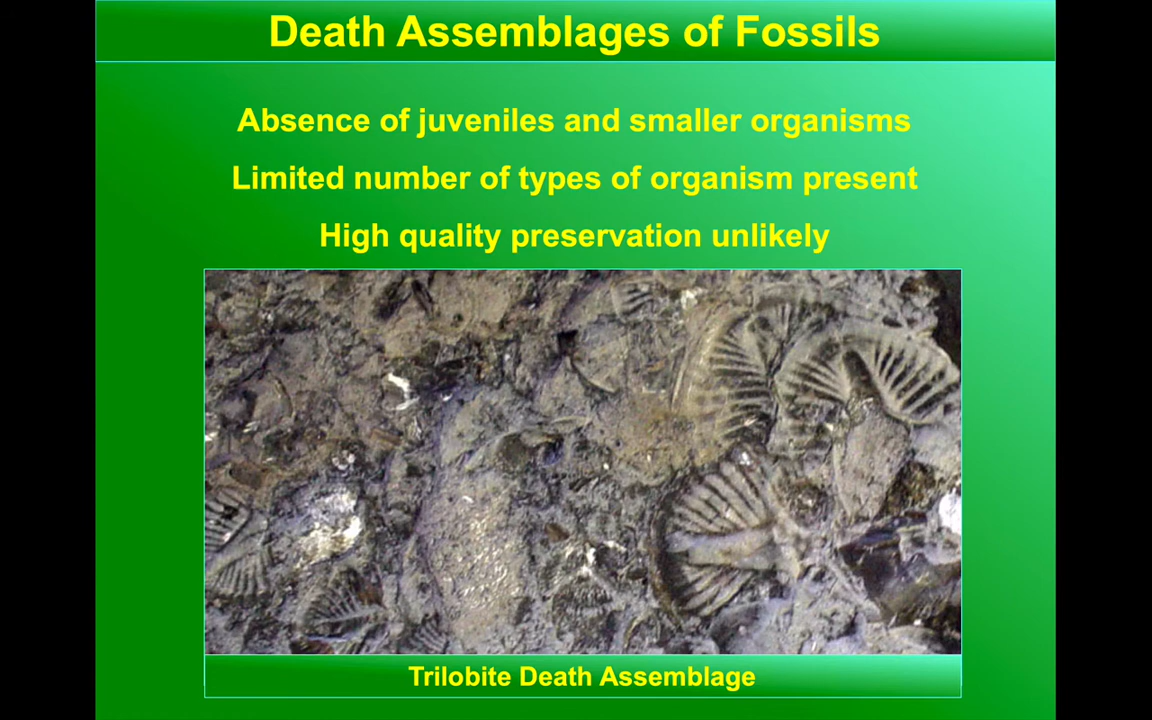 Death Assemblages of Fossils
Absence of juveniles and smaller organisms
Limited number of types of organism present
High quality preservation unlikely
Trilobite Death Assemblage